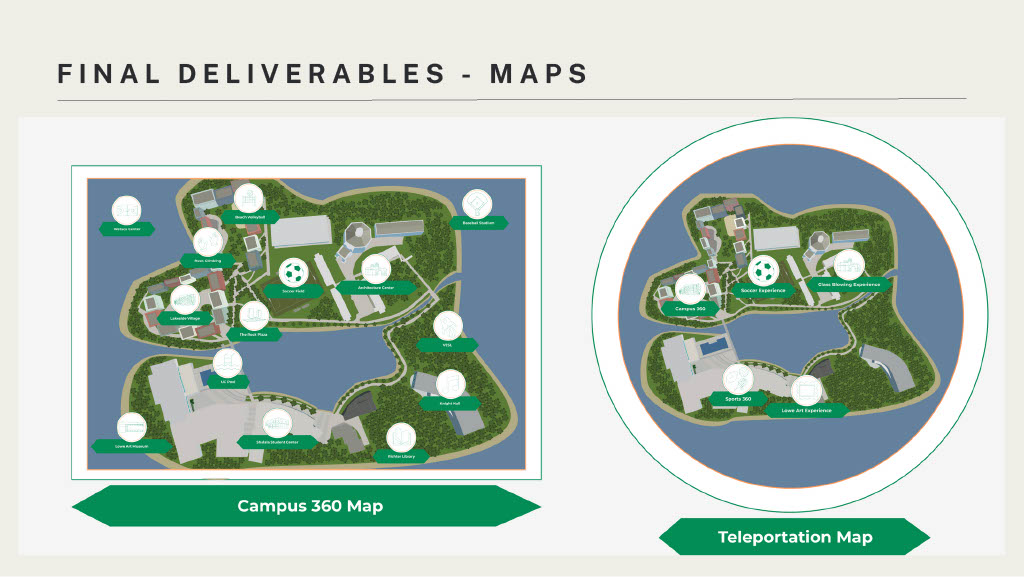 FINAL DELIVERABLES - MAPS
Beach Volleyball
Baseball Stadium
Watsco Center
Rock Climbing
Soccer Field
Architecture Center
Lakeside Village
The Rock Plaza
VISL
UC Pool
Knight Hall
Lowe Art Museum
Shalala Student Center
Richter Library
Campus 360 Map
Soccer Experience
Glass Blowing Experience
Campus 360
Sports 360
Lowe Art Experience
Teleportation Map